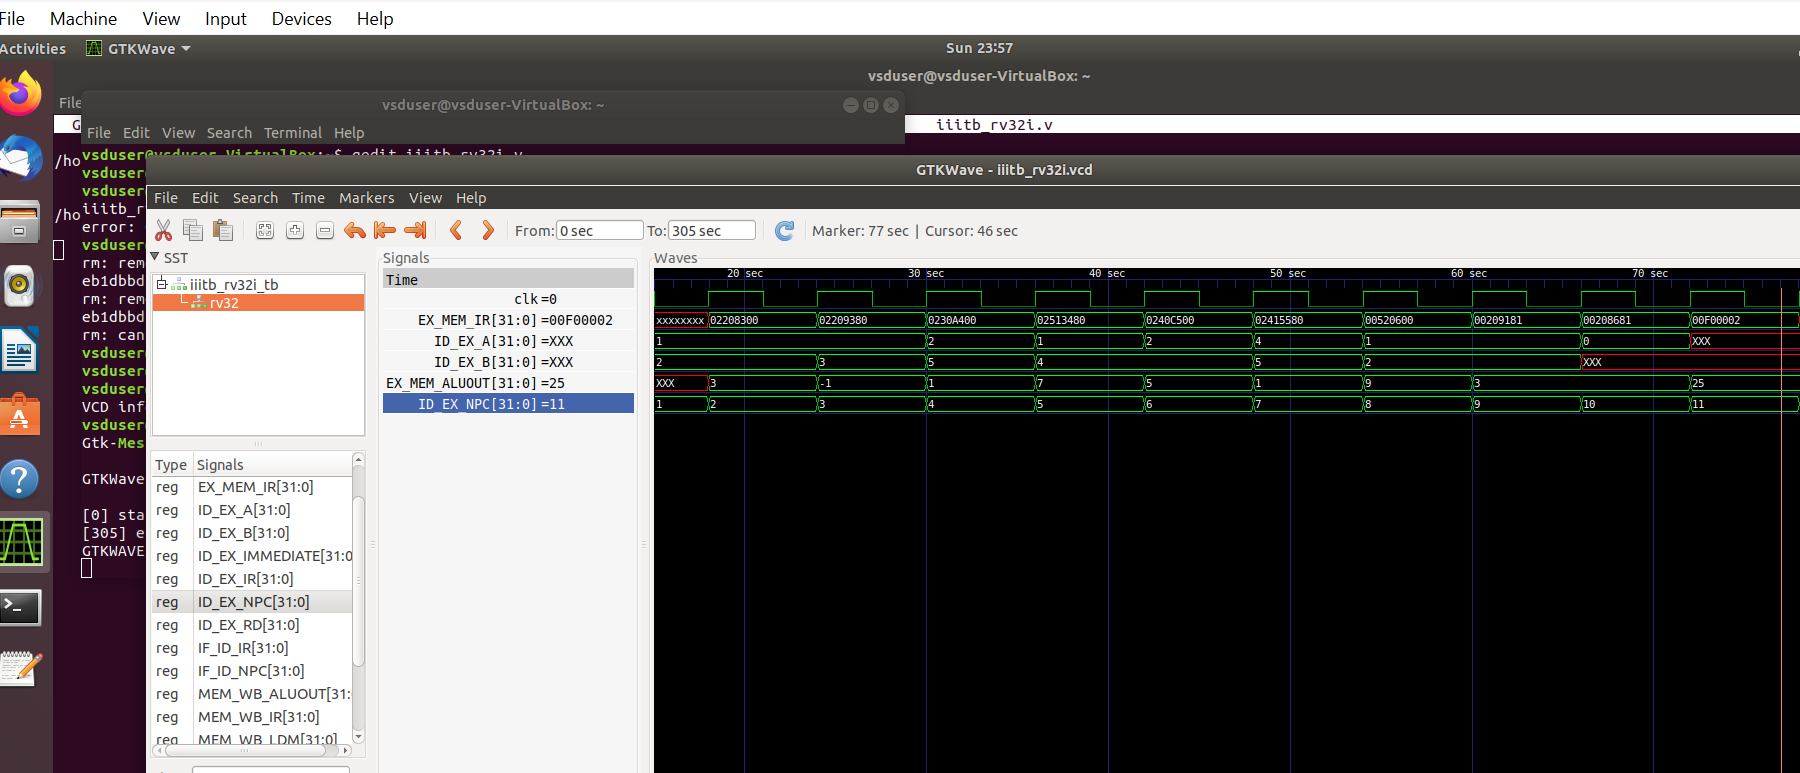 File Machine View Input Devices Help
Activities GTKWave Sun 23:57
vsduser@vsduser-VirtualBox: ~
File
vsduser@vsduser-VirtualBox: ~
G iiitb_rv32i.v
File Edit View Search Terminal Help
vsduser@vsduser-VirtualBox:~$ gedit iiitb_rv32i.v
/ho
vsduser
vsduser
iiitb_r
/ho
error:
vsduser
rm: rem
eb1dbbd
rm: rem
eb1dbbd
rm: can
vsduser
vsduser
vsduser
VCD inf
vsduser
Gtk-Mes
GTKWave
[0] sta
[305] e
GTKWAVE
GTKWave - iiitb_rv32i.vcd
File Edit Search Time Markers View Help
From: 0 sec To: 305 sec Marker: 77 sec | Cursor: 46 sec
SST
iiitb_rv32i_tb
rv32
Type Signals
reg EX_MEM_IR[31:0]
reg ID_EX_A[31:0]
reg ID_EX_B[31:0]
reg ID_EX_IMMEDIATE[31:0
reg ID_EX_IR[31:0]
reg ID_EX_NPC[31:0]
reg ID_EX_RD[31:0]
reg IF_ID_IR[31:0]
reg IF_ID_NPC[31:0]
reg MEM_WB_ALUOUT[31:
reg MEM_WB_IR[31:0]
reg MEM_WB_LDM[31:0]
Signals
Time
clk =0
EX_MEM_IR[31:0] =00F00002
ID_EX_A[31:0] =XXX
ID_EX_B[31:0] =XXX
EX_MEM_ALUOUT[31:0] =25
ID_EX_NPC[31:0] =11
Waves
20 sec 30 sec 40 sec 50 sec 60 sec 70 sec
xxxxxxxx 02208300 02209380 0230A400 02513480 0240C500 02415580 00520600 00209181 00208681 00F00002
1 2 1 2 4 1 0 XXX
2 3 5 4 5 2 XXX
XXX 3 -1 1 7 5 1 9 3 25
1 2 3 4 5 6 7 8 9 10 11